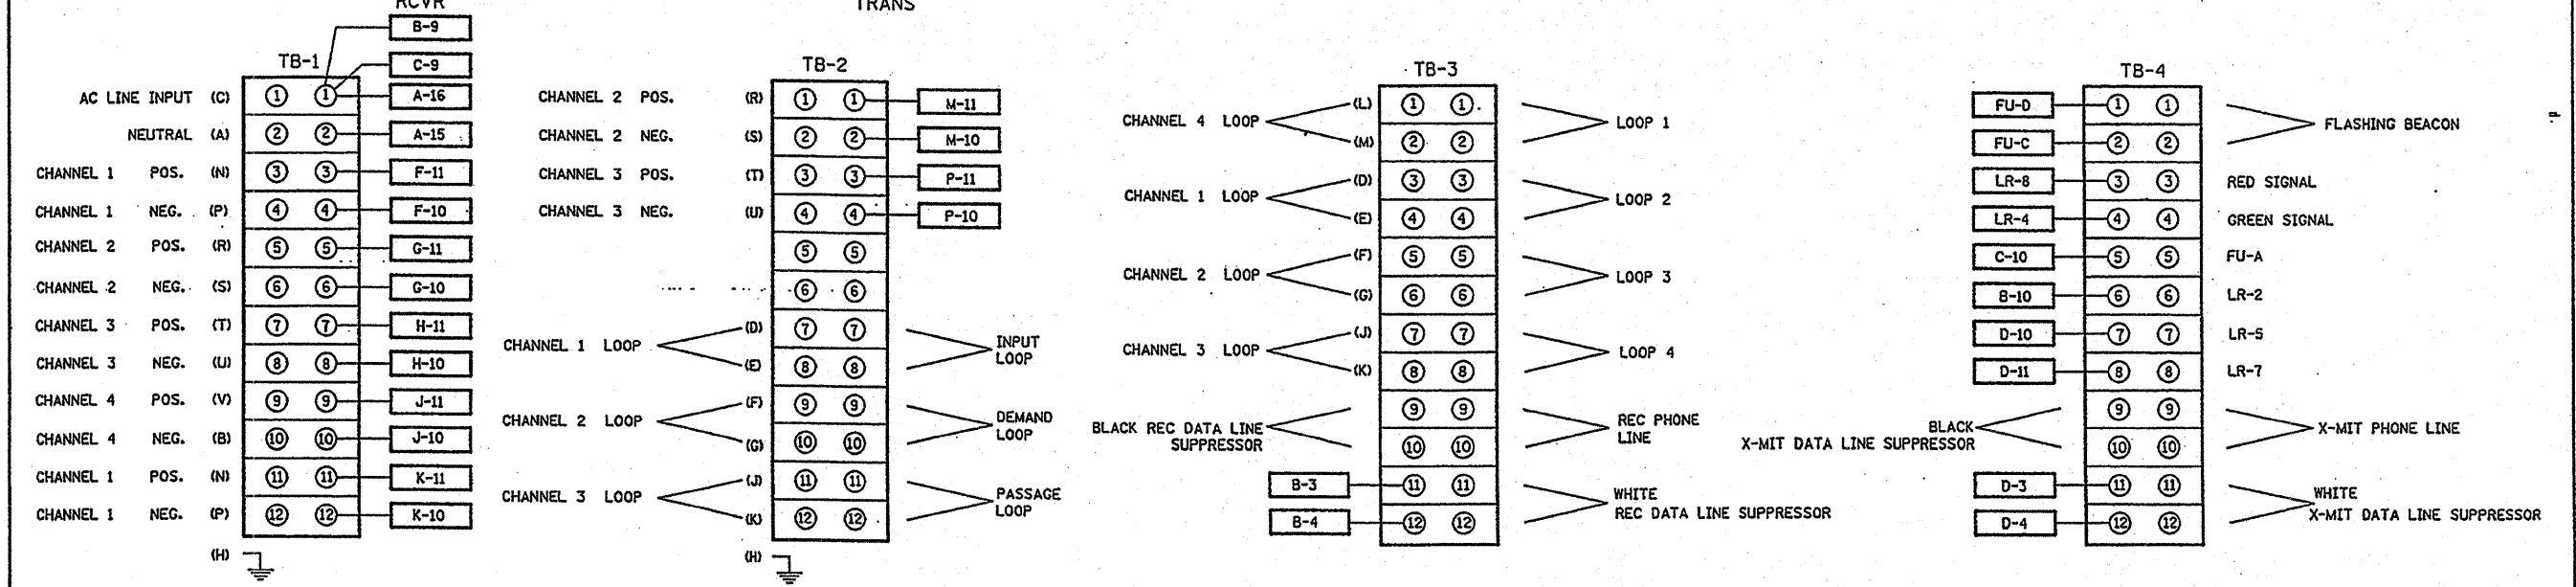 RCVR
B-9
C-9
TB-1
AC LINE INPUT (C) 1 1 A-16
NEUTRAL (A) 2 2 A-15
CHANNEL 1 POS. (N) 3 3 F-11
CHANNEL 1 NEG. (P) 4 4 F-10
CHANNEL 2 POS. (R) 5 5 G-11
CHANNEL 2 NEG. (S) 6 6 G-10
CHANNEL 3 POS. (T) 7 7 H-11
CHANNEL 3 NEG. (U) 8 8 H-10
CHANNEL 4 POS. (V) 9 9 J-11
CHANNEL 4 NEG. (B) 10 10 J-10
CHANNEL 1 POS. (N) 11 11 K-11
CHANNEL 1 NEG. (P) 12 12 K-10
(H)
TRANS
TB-2
CHANNEL 2 POS. (R) 1 1 M-11
CHANNEL 2 NEG. (S) 2 2 M-10
CHANNEL 3 POS. (T) 3 3 P-11
CHANNEL 3 NEG. (U) 4 4 P-10
5 5
6 6
CHANNEL 1 LOOP
(D) 7 7
(E) 8 8
INPUT
LOOP
CHANNEL 2 LOOP
(F) 9 9
(G) 10 10
DEMAND
LOOP
CHANNEL 3 LOOP
(J) 11 11
(K) 12 12
PASSAGE
LOOP
(H)
TB-3
CHANNEL 4 LOOP
(L) 1 1
(M) 2 2
LOOP 1
CHANNEL 1 LOOP
(D) 3 3
(E) 4 4
LOOP 2
CHANNEL 2 LOOP
(F) 5 5
(G) 6 6
LOOP 3
CHANNEL 3 LOOP
(J) 7 7
(K) 8 8
LOOP 4
BLACK REC DATA LINE
SUPPRESSOR
9 9
10 10
REC PHONE
LINE
B-3 11 11
B-4 12 12
WHITE
REC DATA LINE SUPPRESSOR
TB-4
FU-D 1 1
FU-C 2 2
FLASHING BEACON
LR-8 3 3 RED SIGNAL
LR-4 4 4 GREEN SIGNAL
C-10 5 5 FU-A
B-10 6 6 LR-2
D-10 7 7 LR-5
D-11 8 8 LR-7
BLACK
X-MIT DATA LINE SUPPRESSOR
9 9
10 10
X-MIT PHONE LINE
D-3 11 11
D-4 12 12
WHITE
X-MIT DATA LINE SUPPRESSOR